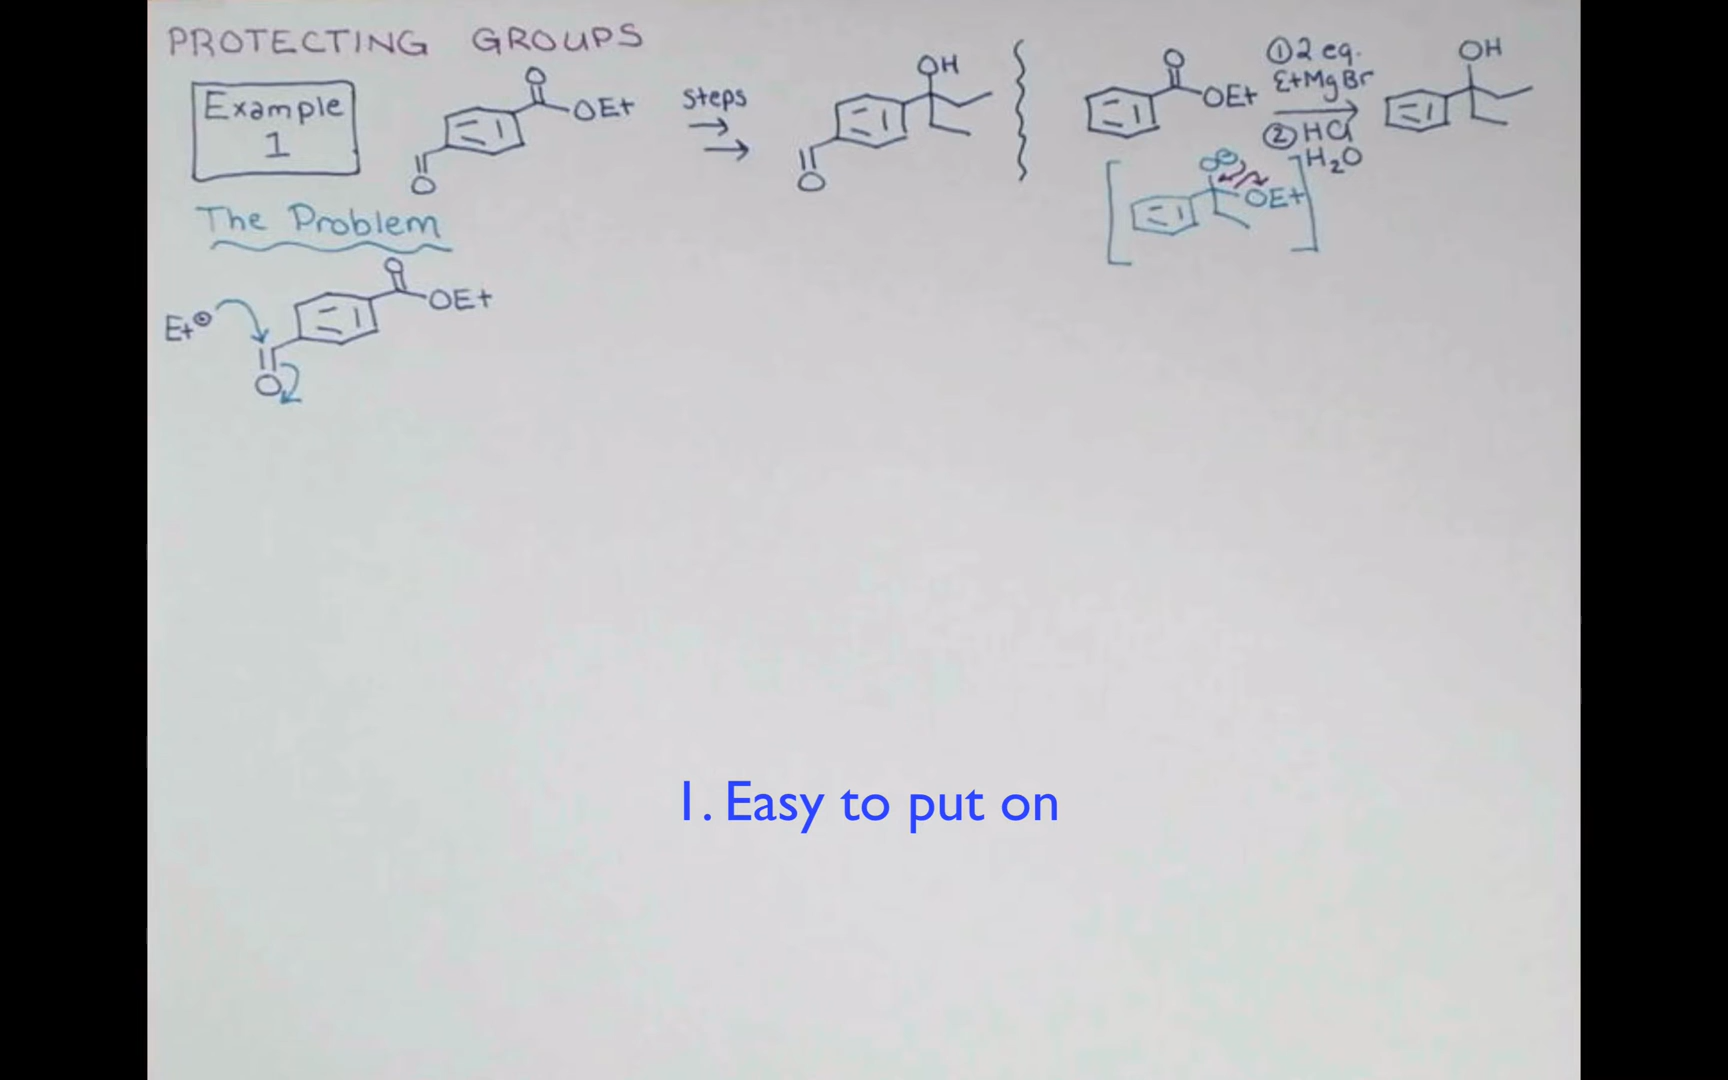 PROTECTING GROUPS
Example
1
O
OEt
O
steps
OH
O
O
OEt
① 2 eq.
EtMgBr
② HCl
H₂O
OH
O⊖
OEt
The Problem
Et⊖
O
OEt
O
1. Easy to put on